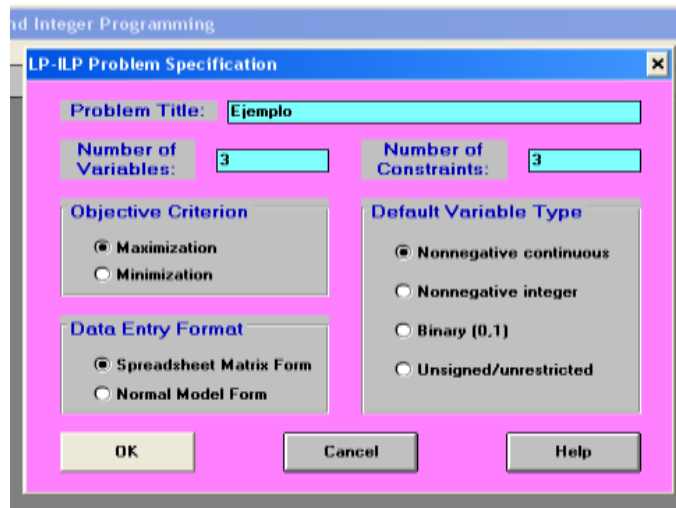 nd Integer Programming
LP-ILP Problem Specification
Problem Title: Ejemplo
Number of Variables: 3
Number of Constraints: 3
Objective Criterion
Maximization
Minimization
Data Entry Format
Spreadsheet Matrix Form
Normal Model Form
Default Variable Type
Nonnegative continuous
Nonnegative integer
Binary (0,1)
Unsigned/unrestricted
OK Cancel Help